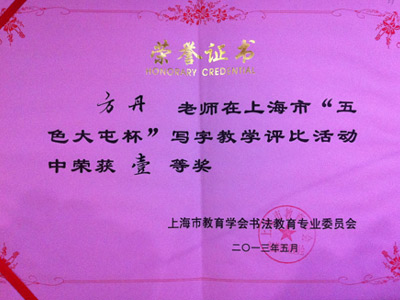 荣誉证书
HONORARY CREDENTIAL
方丹 老师在上海市“五
色大屯杯”写字教学评比活动
中荣获 壹 等奖
上海市教育学会书法教育专业委员会
二〇一三年五月